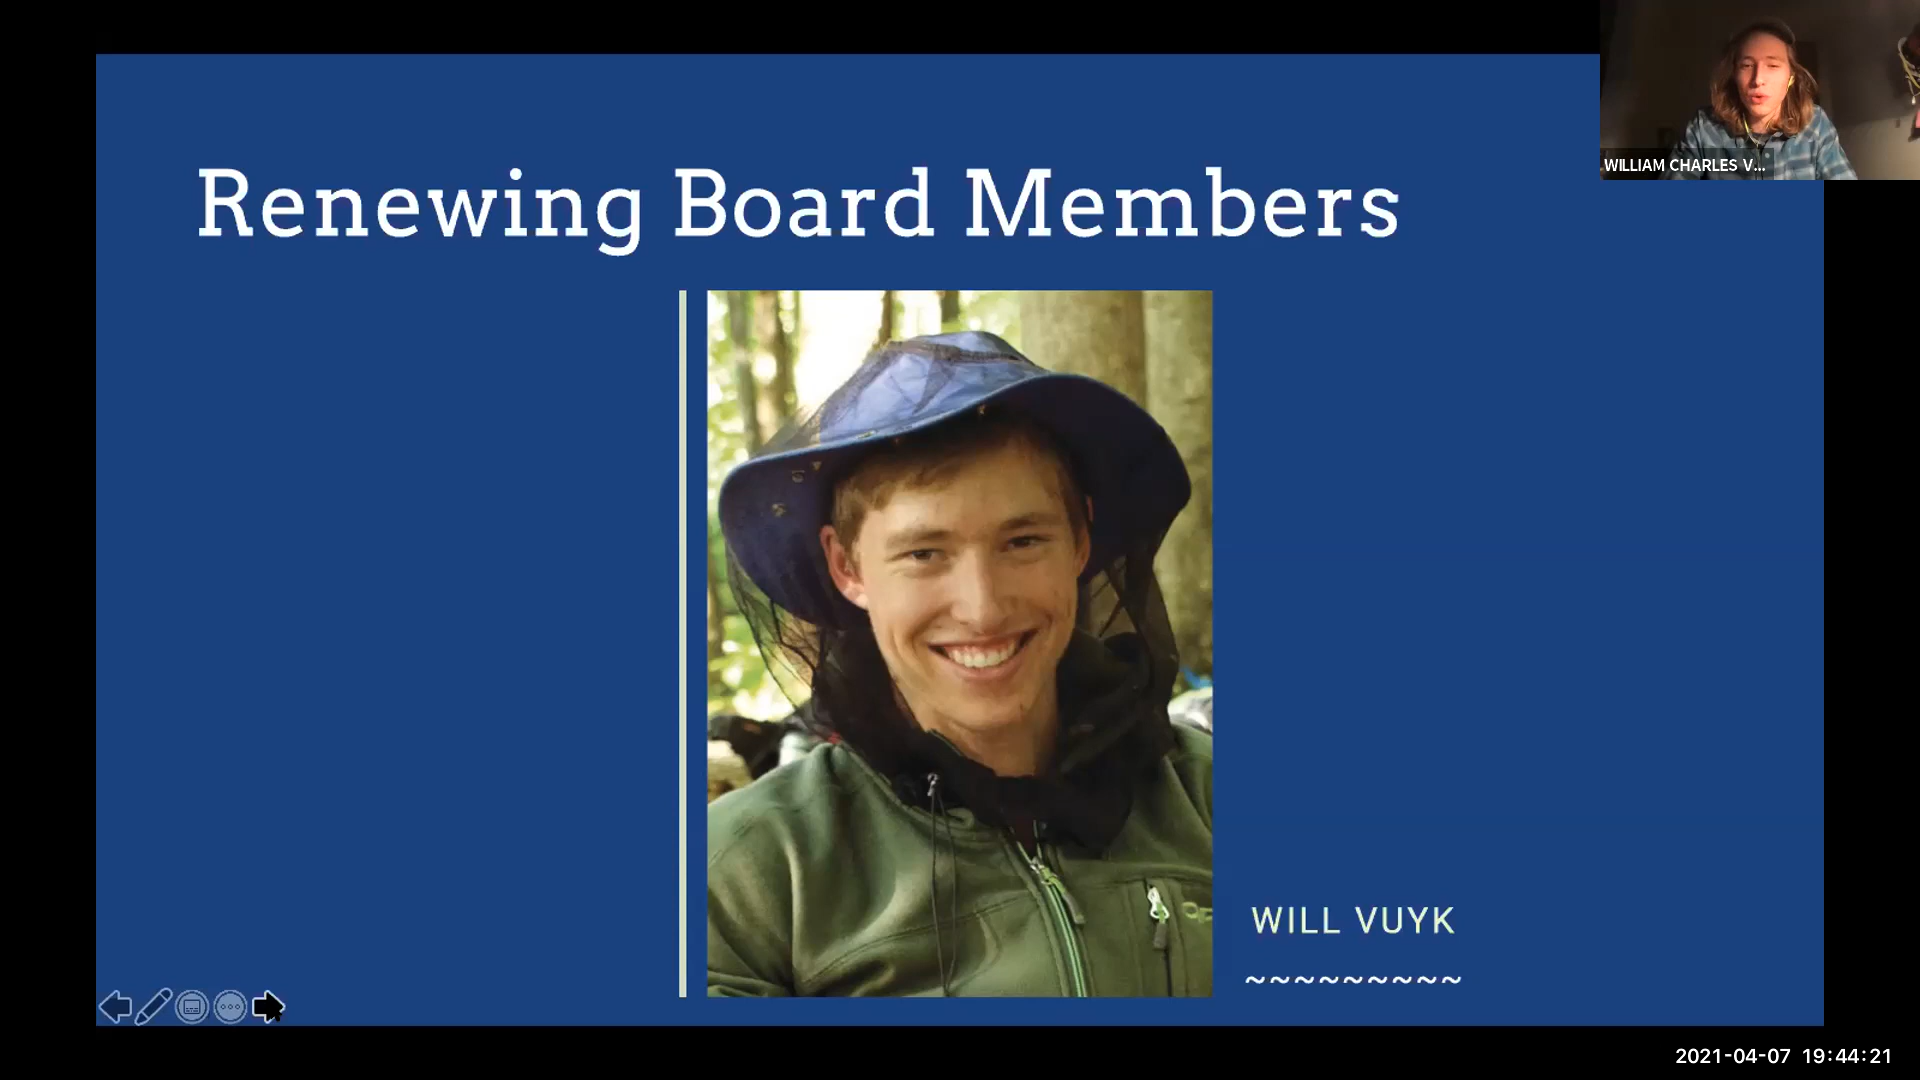 WILLIAM CHARLES V...
Renewing Board Members
WILL VUYK
~~~~~~~~~
2021-04-07 19:44:21